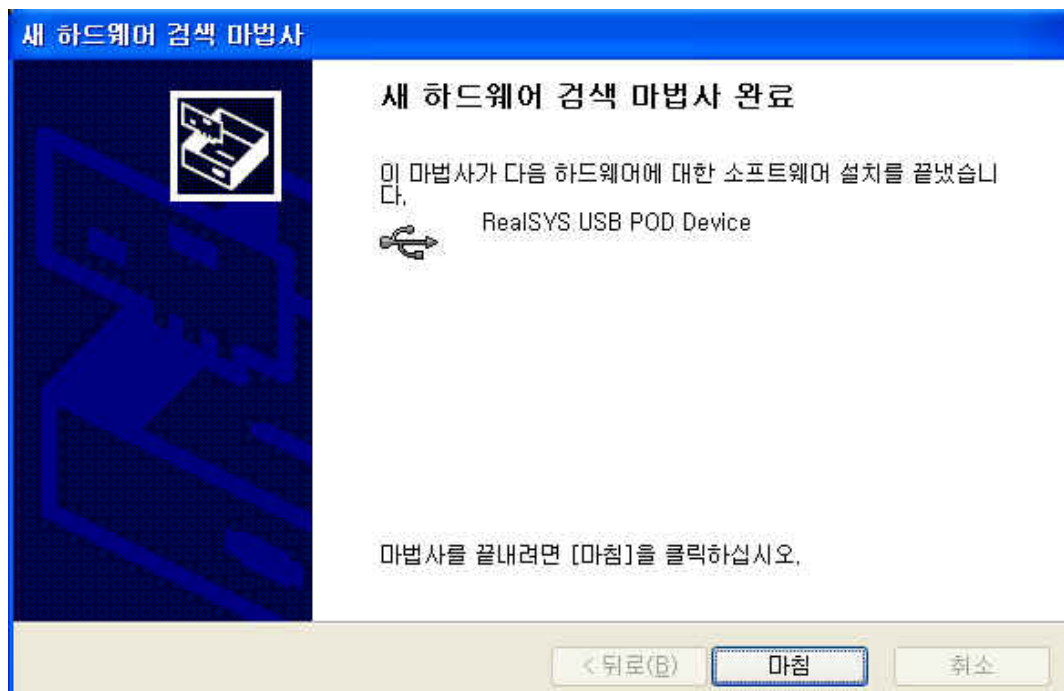 새 하드웨어 검색 마법사
새 하드웨어 검색 마법사 완료
이 마법사가 다음 하드웨어에 대한 소프트웨어 설치를 끝냈습니
다.
RealSYS USB POD Device
마법사를 끝내려면 [마침]을 클릭하십시오.
< 뒤로(B) 마침 취소